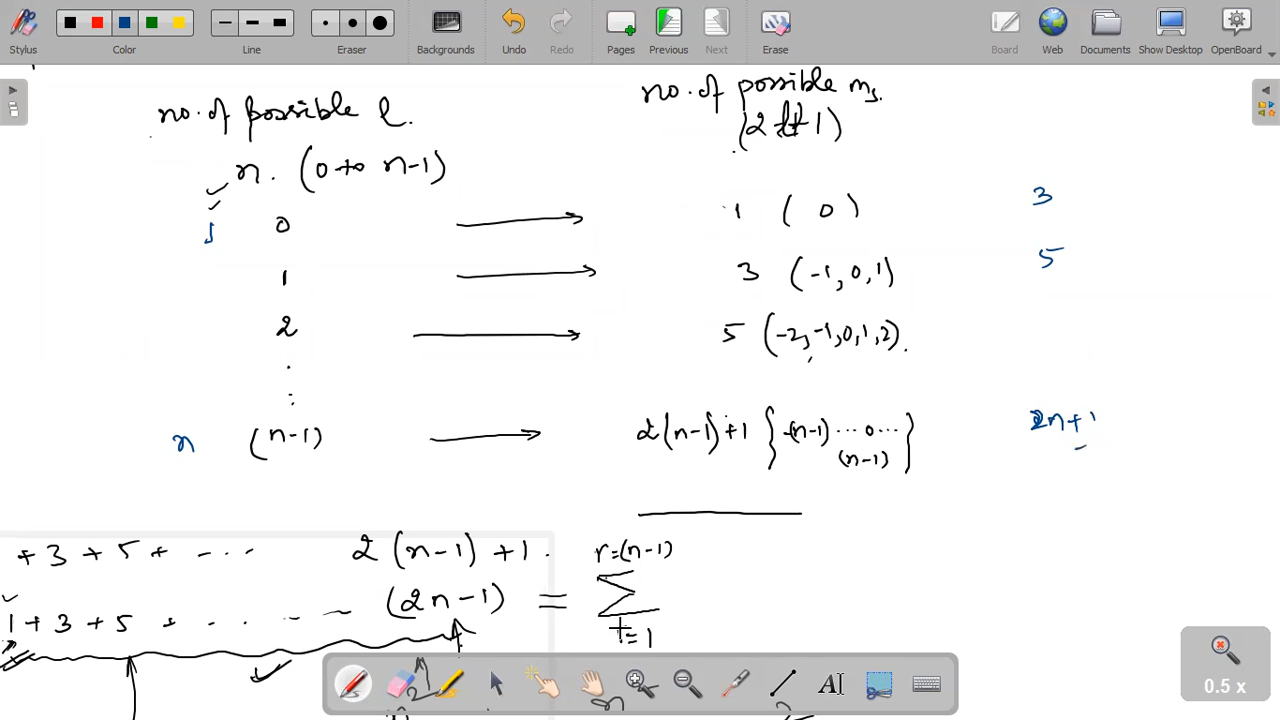 Stylus Color Line Eraser Backgrounds Undo Redo Pages Previous Next Erase Board Web Documents Show Desktop OpenBoard
no. of possible l. no. of possible ms.
(2l+1)
n. (0 to n-1)
1 0 → 1 ( 0 ) 3
1 → 3 (-1,0,1) 5
2 → 5 (-2,-1,0,1,2).
n (n-1) → 2(n-1)+1 {-(n-1) ... 0 ... (n-1)} 2n+1
+ 3 + 5 + - ... 2 (n-1) +1. r=(n-1)
1 + 3 + 5 + ... (2n-1) = Σ
=1
n²
n
2
0.5 x